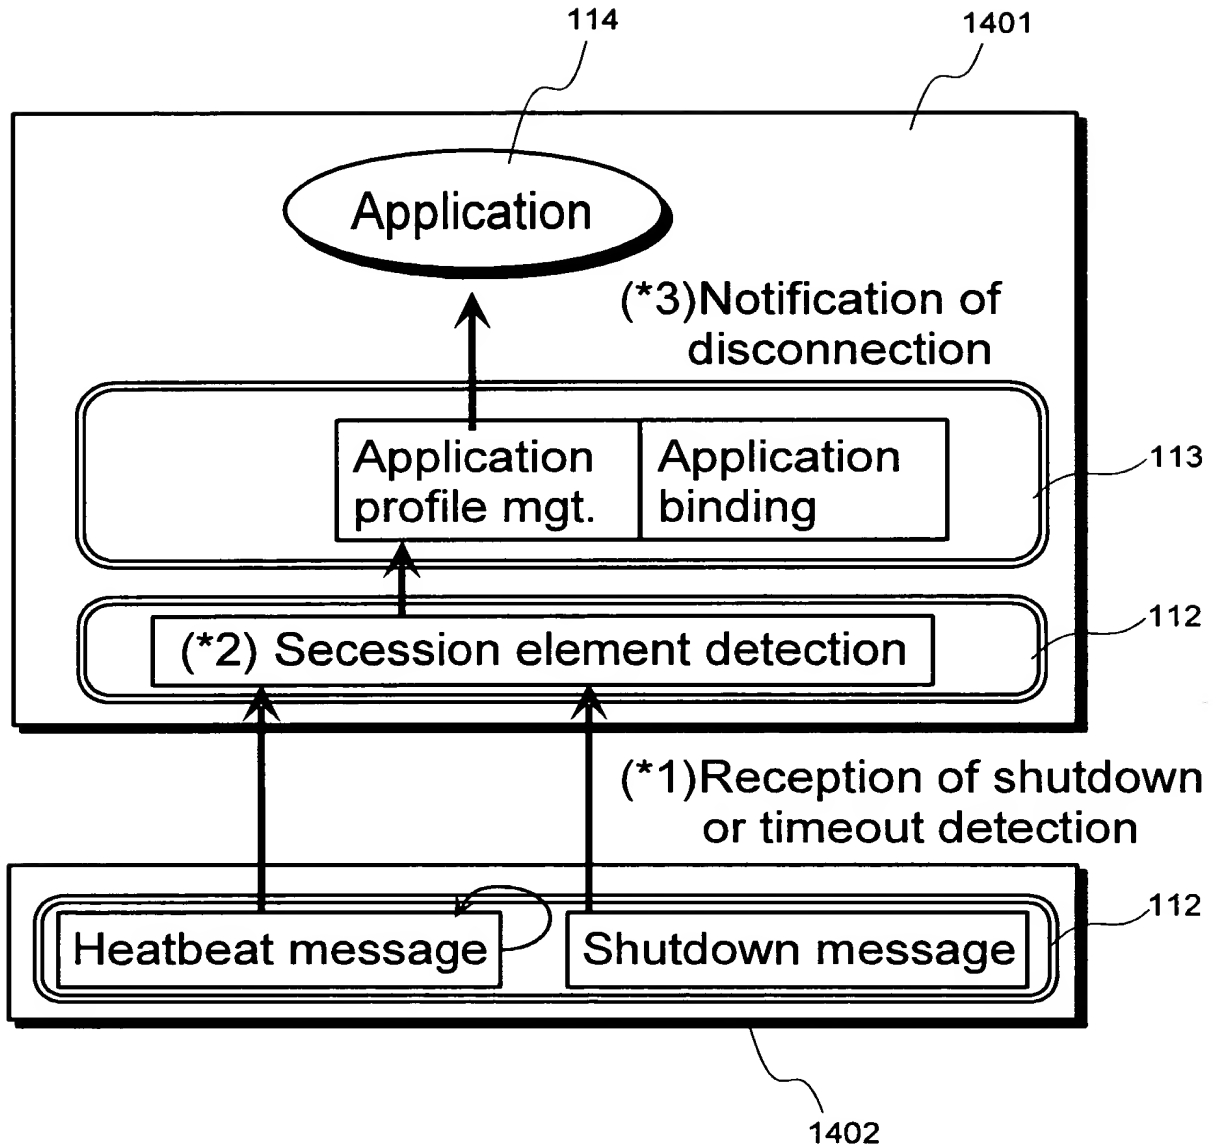 114
1401
Application
(*3)Notification of
disconnection
Application
profile mgt.
Application
binding
113
(*2) Secession element detection
112
(*1)Reception of shutdown
or timeout detection
Heatbeat message
Shutdown message
112
1402